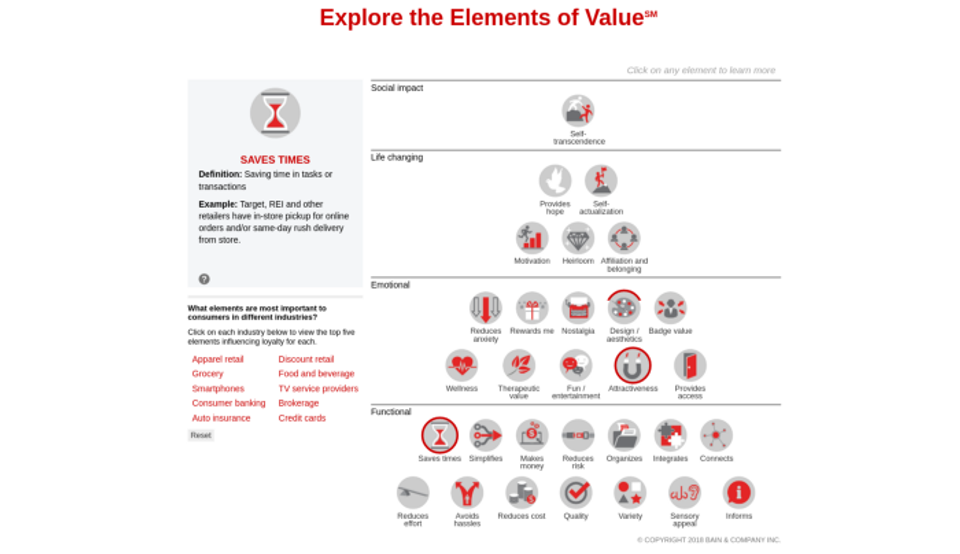 Explore the Elements of Value℠
Click on any element to learn more
SAVES TIMES
Definition: Saving time in tasks or
transactions
Example: Target, REI and other
retailers have in-store pickup for online
orders and/or same-day rush delivery
from store.
?
What elements are most important to
consumers in different industries?
Click on each industry below to view the top five
elements influencing loyalty for each.
Apparel retail Discount retail
Grocery Food and beverage
Smartphones TV service providers
Consumer banking Brokerage
Auto insurance Credit cards
Reset
Social impact
Self-
transcendence
Life changing
Provides
hope
Self-
actualization
Motivation
Heirloom
Affiliation and
belonging
Emotional
Reduces
anxiety
Rewards me
Nostalgia
Design /
aesthetics
Badge value
Wellness
Therapeutic
value
Fun /
entertainment
Attractiveness
Provides
access
Functional
Saves times
Simplifies
Makes
money
Reduces
risk
Organizes
Integrates
Connects
Reduces
effort
Avoids
hassles
Reduces cost
Quality
Variety
Sensory
appeal
Informs
© COPYRIGHT 2018 BAIN & COMPANY INC.